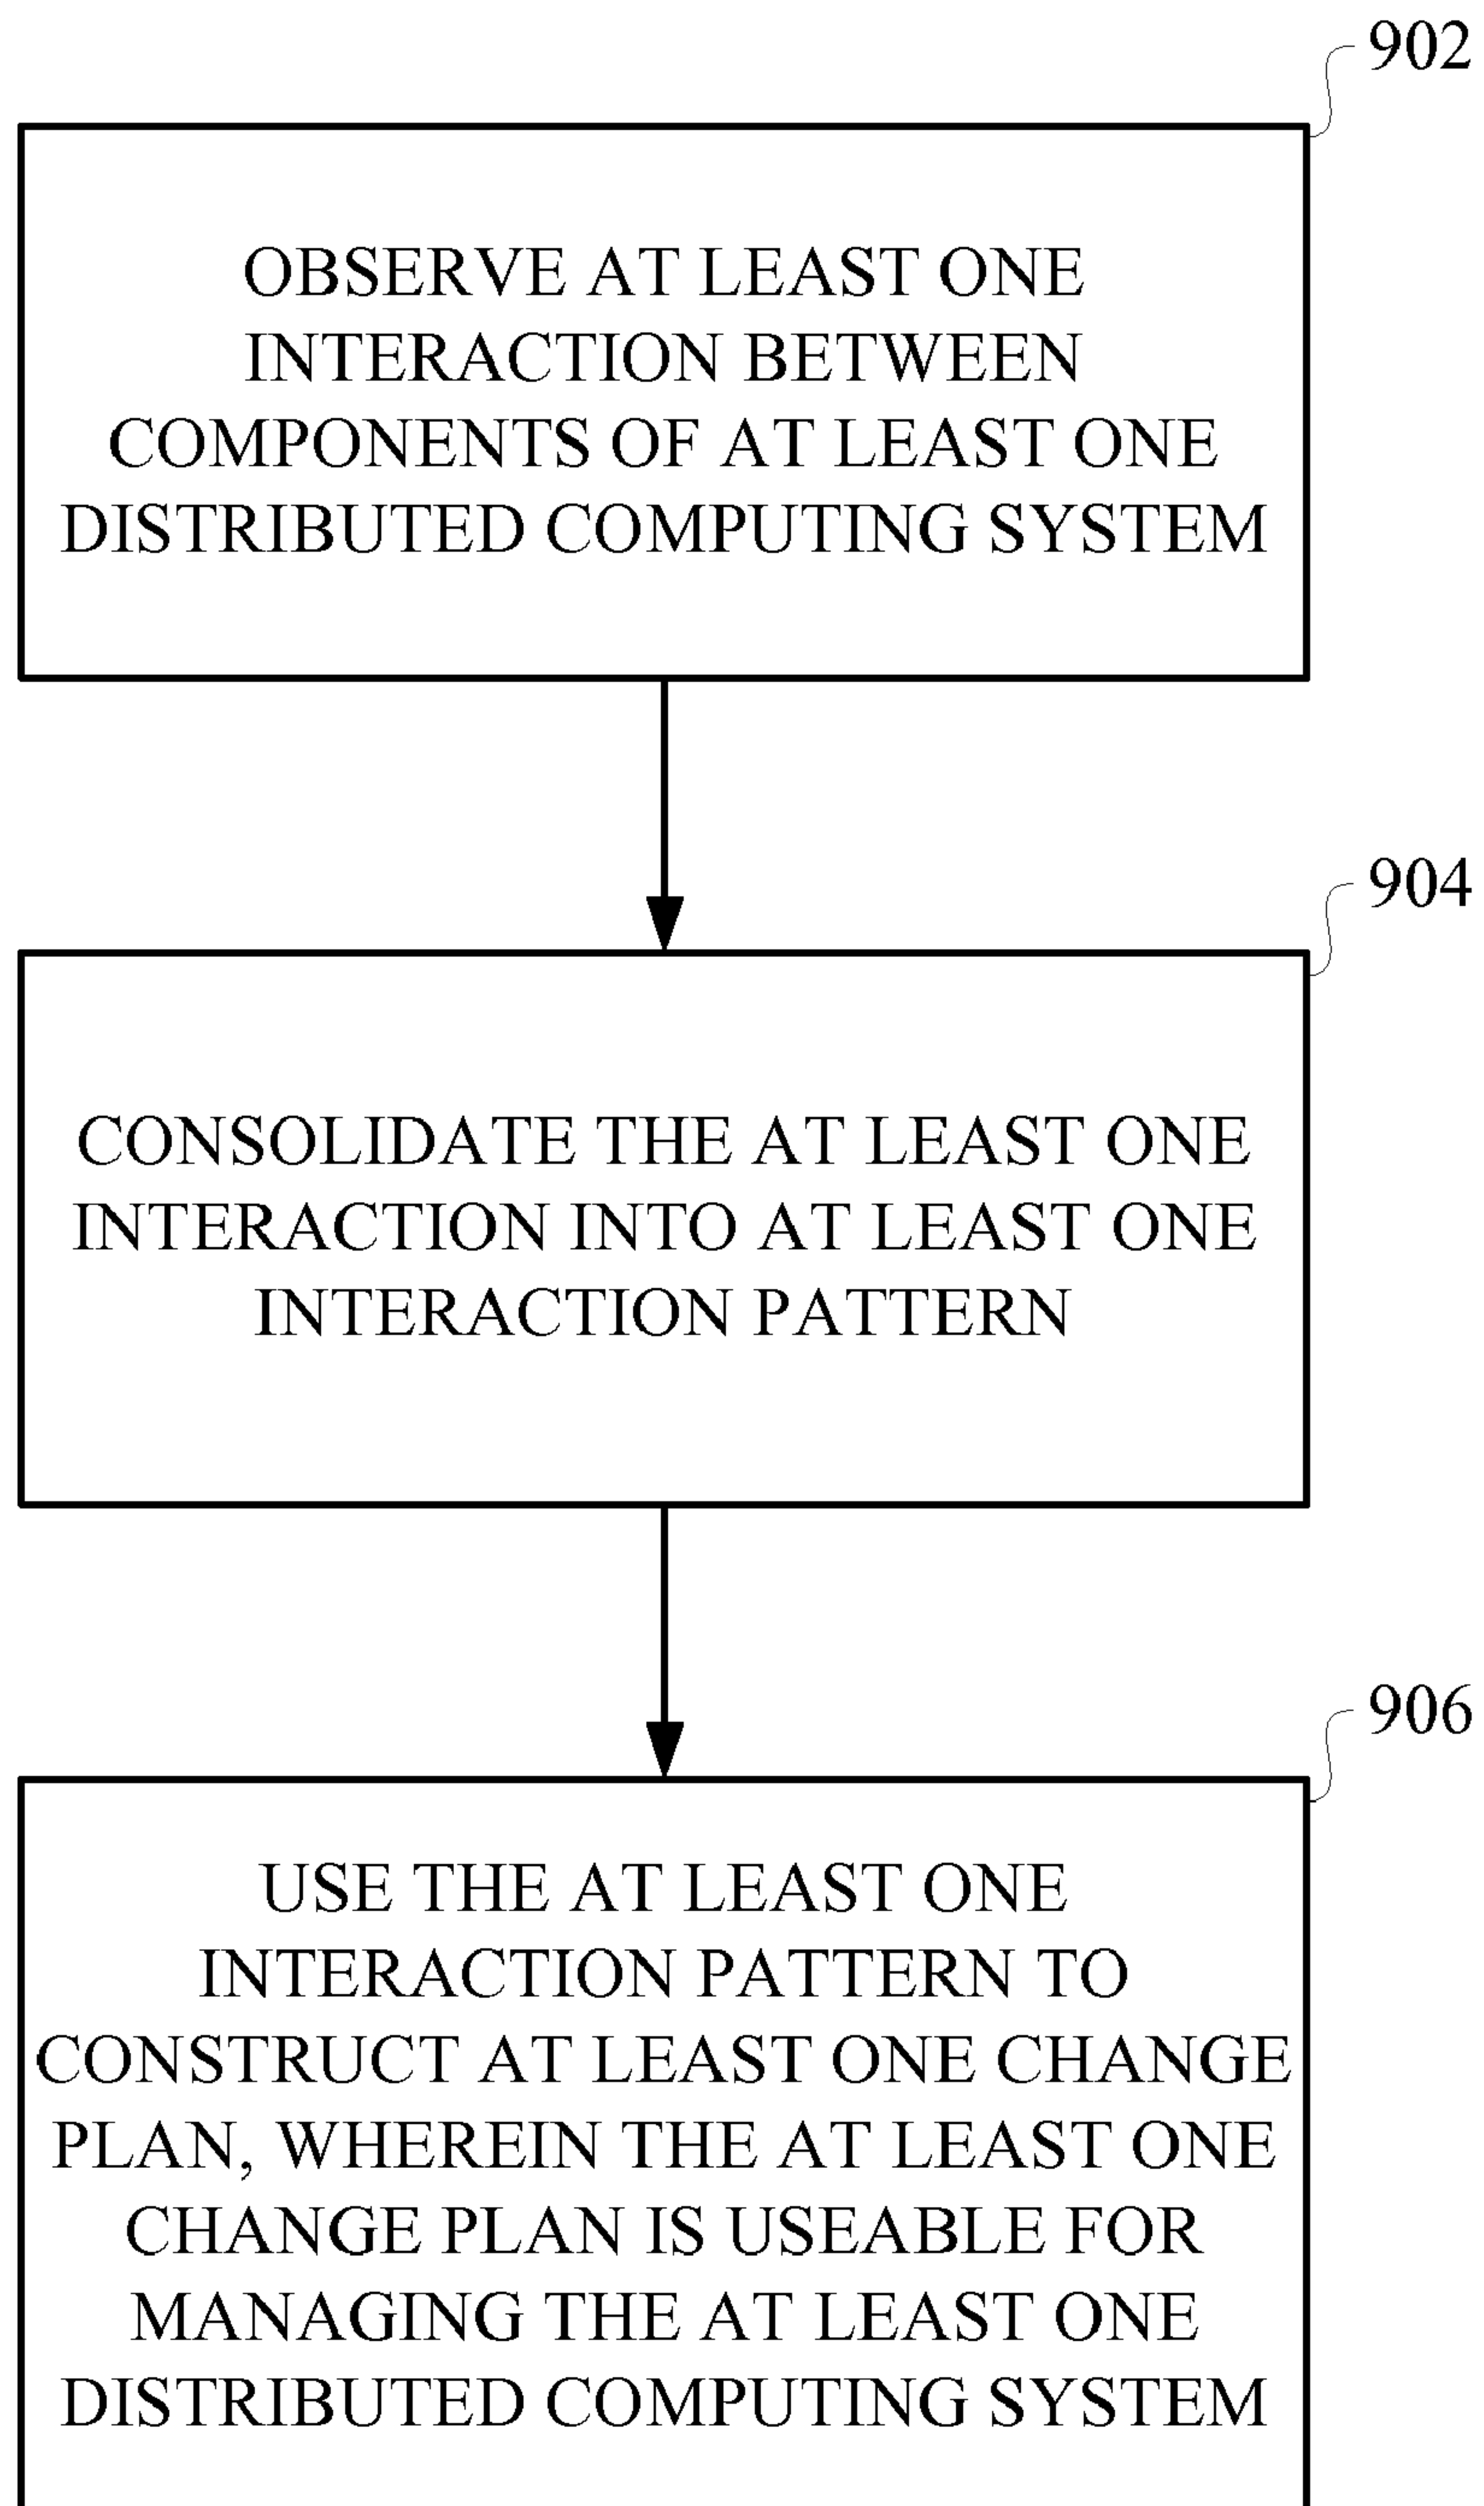 902
OBSERVE AT LEAST ONE
INTERACTION BETWEEN
COMPONENTS OF AT LEAST ONE
DISTRIBUTED COMPUTING SYSTEM
904
CONSOLIDATE THE AT LEAST ONE
INTERACTION INTO AT LEAST ONE
INTERACTION PATTERN
906
USE THE AT LEAST ONE
INTERACTION PATTERN TO
CONSTRUCT AT LEAST ONE CHANGE
PLAN, WHEREIN THE AT LEAST ONE
CHANGE PLAN IS USEABLE FOR
MANAGING THE AT LEAST ONE
DISTRIBUTED COMPUTING SYSTEM